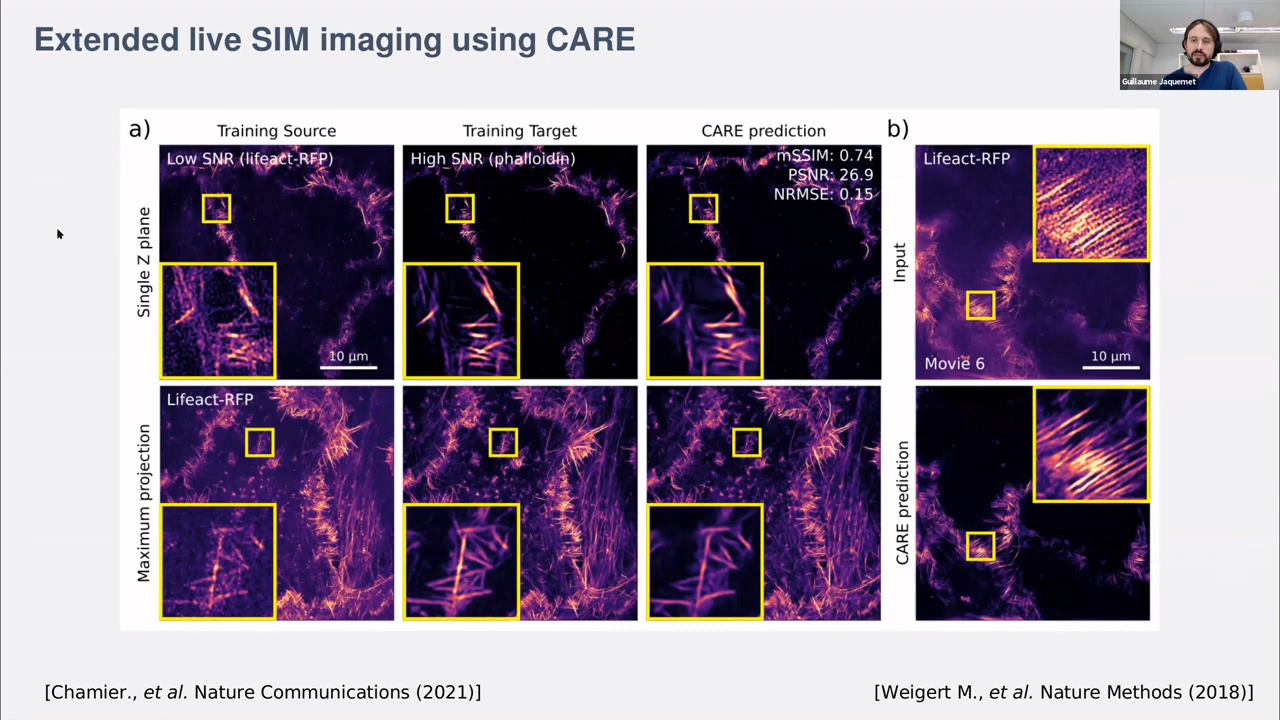 Extended live SIM imaging using CARE
Guillaume Jaquemet
a)
Training Source
Training Target
CARE prediction
b)
Single Z plane
Low SNR (lifeact-RFP)
10 µm
High SNR (phalloidin)
mSSIM: 0.74
PSNR: 26.9
NRMSE: 0.15
Input
Lifeact-RFP
Movie 6
10 µm
Maximum projection
Lifeact-RFP
CARE prediction
[Chamier., et al. Nature Communications (2021)]
[Weigert M., et al. Nature Methods (2018)]